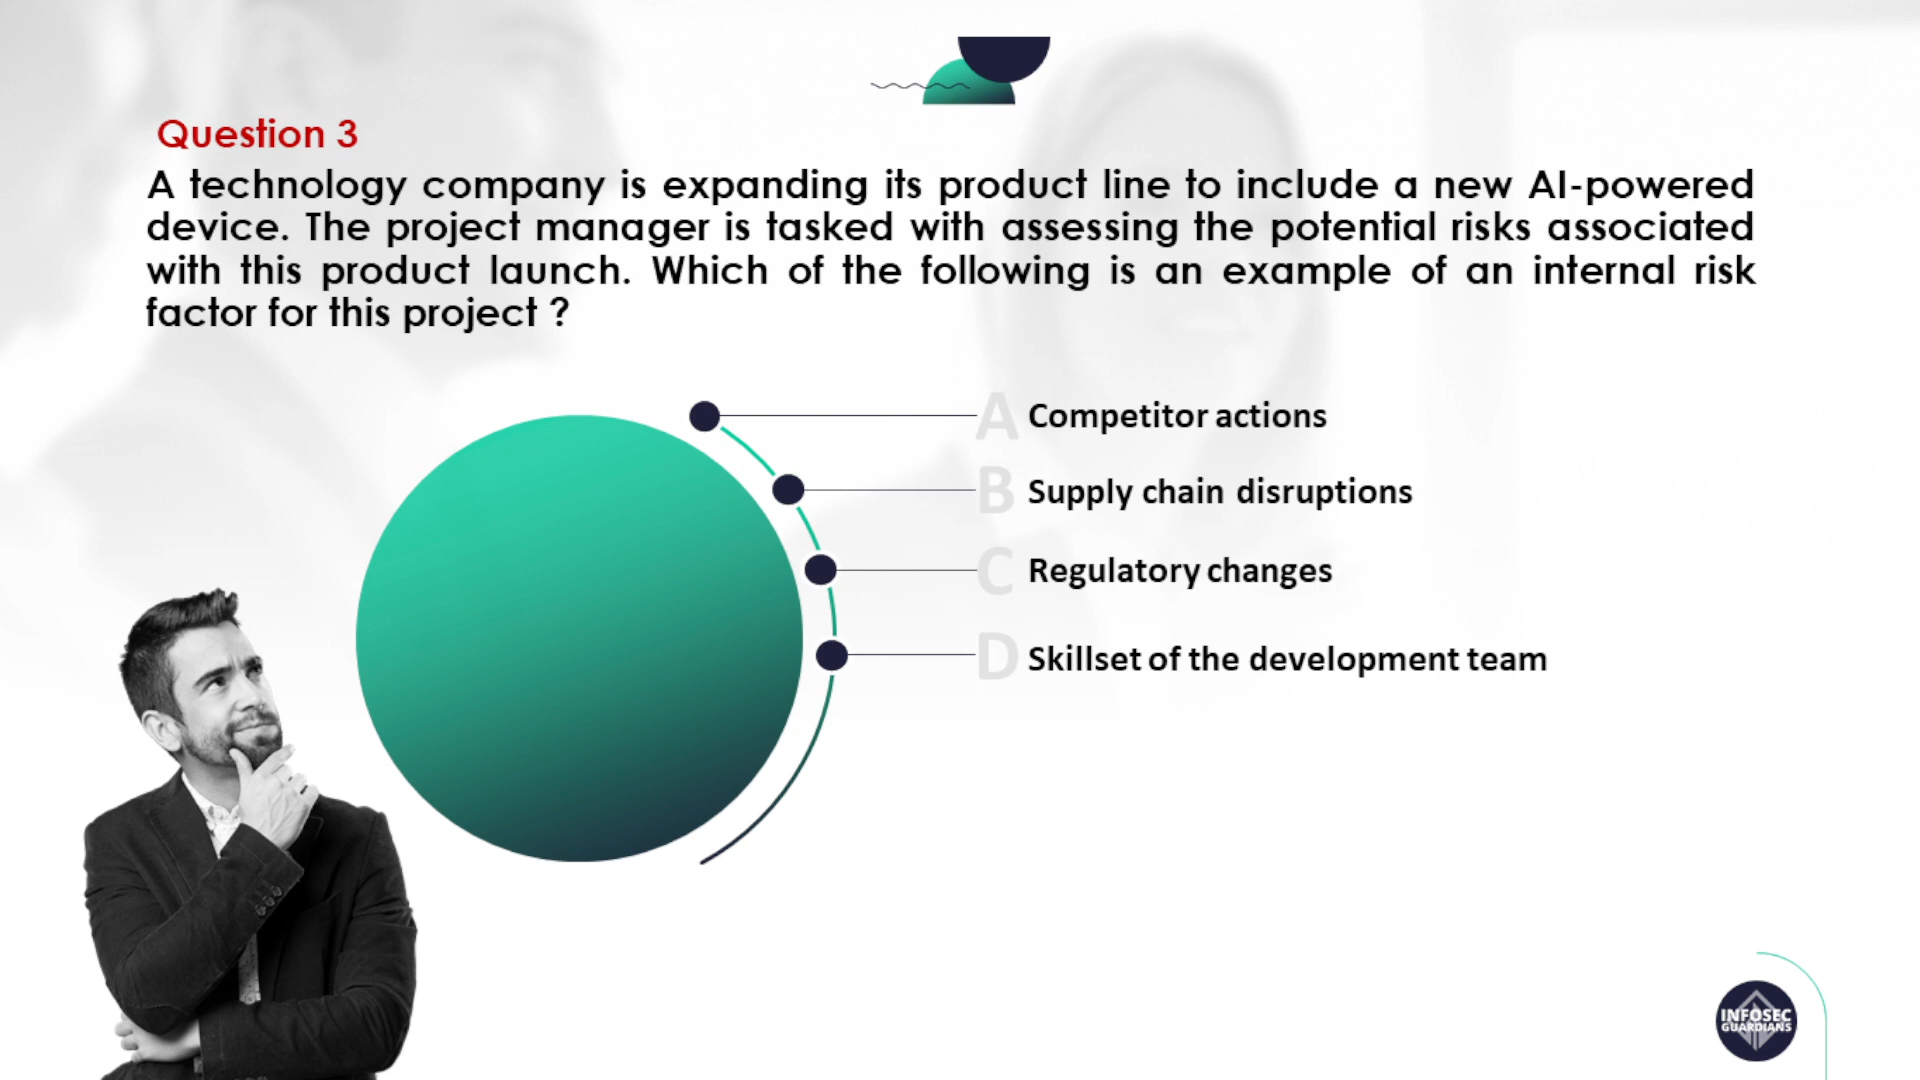 Question 3
A technology company is expanding its product line to include a new AI-powered
device. The project manager is tasked with assessing the potential risks associated
with this product launch. Which of the following is an example of an internal risk
factor for this project ?
A Competitor actions
B Supply chain disruptions
C Regulatory changes
D Skillset of the development team
INFOSEC
GUARDIANS